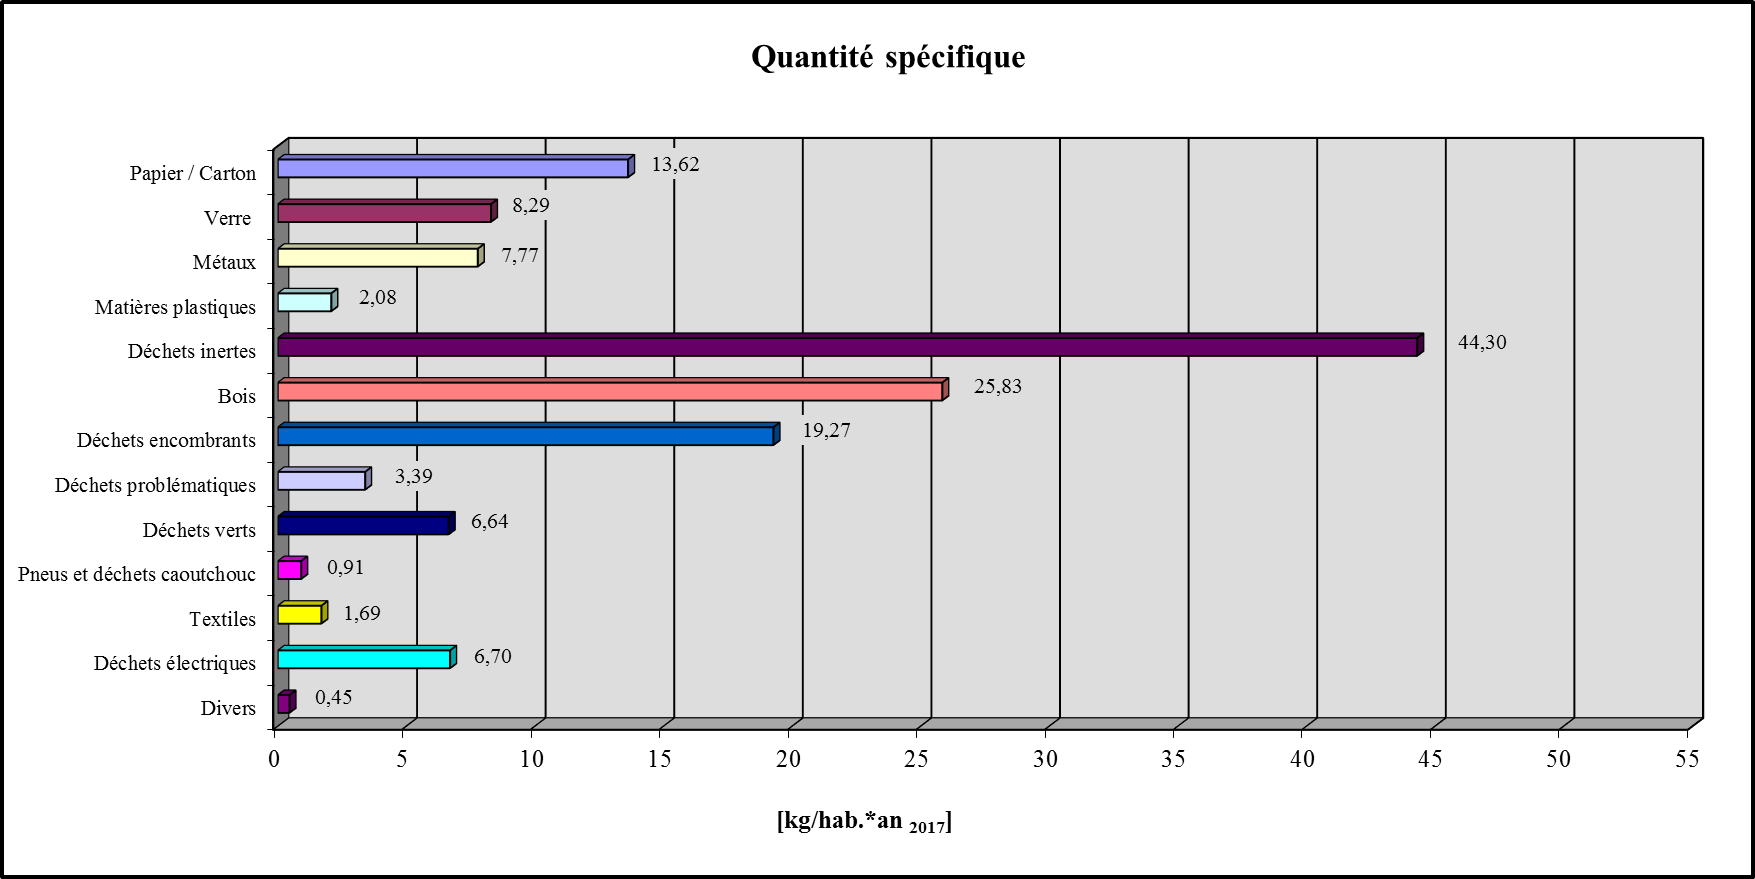 Quantité spécifique
Papier / Carton 13,62
Verre 8,29
Métaux 7,77
Matières plastiques 2,08
Déchets inertes 44,30
Bois 25,83
Déchets encombrants 19,27
Déchets problématiques 3,39
Déchets verts 6,64
Pneus et déchets caoutchouc 0,91
Textiles 1,69
Déchets électriques 6,70
Divers 0,45
0 5 10 15 20 25 30 35 40 45 50 55
[kg/hab.*an 2017]